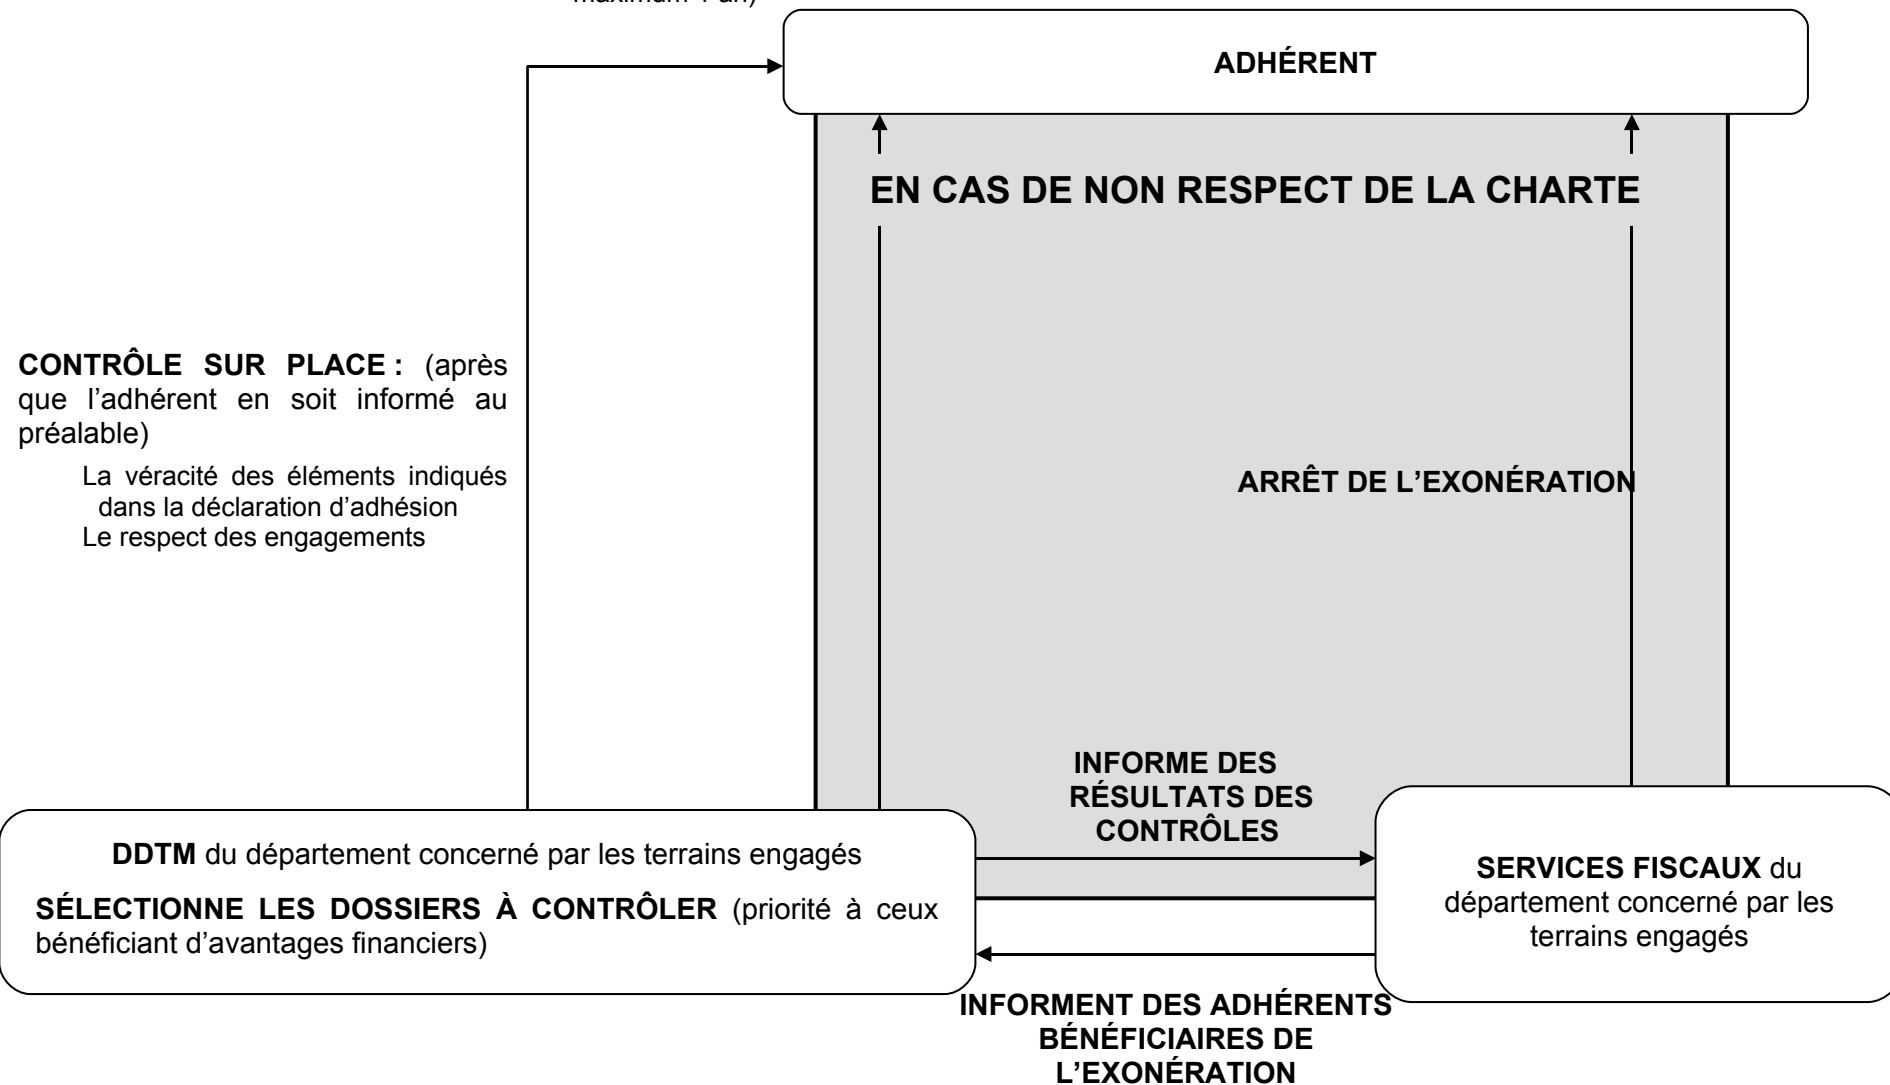 maximum 1 an)
ADHÉRENT
EN CAS DE NON RESPECT DE LA CHARTE
CONTRÔLE SUR PLACE : (après
que l’adhérent en soit informé au
préalable)
La véracité des éléments indiqués
dans la déclaration d’adhésion
Le respect des engagements
ARRÊT DE L’EXONÉRATION
INFORME DES
RÉSULTATS DES
CONTRÔLES
DDTM du département concerné par les terrains engagés
SÉLECTIONNE LES DOSSIERS À CONTRÔLER (priorité à ceux
bénéficiant d’avantages financiers)
SERVICES FISCAUX du
département concerné par les
terrains engagés
INFORMENT DES ADHÉRENTS
BÉNÉFICIAIRES DE
L’EXONÉRATION